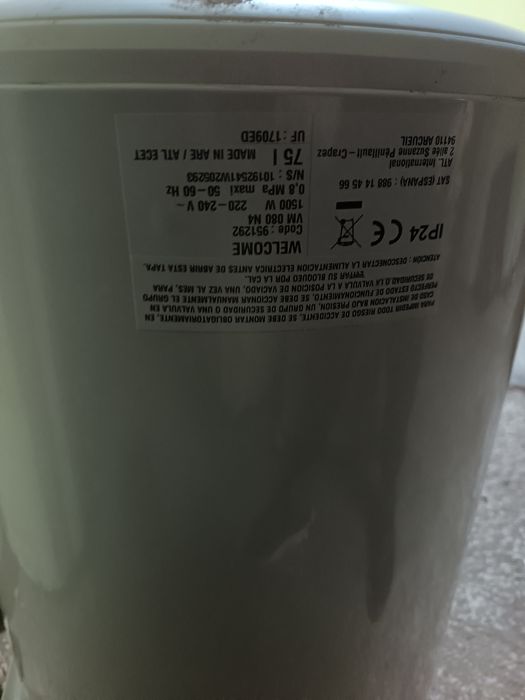 PARA IMPEDIR TODO RIESGO DE ACCIDENTE, SE DEBE MONTAR OBLIGATORIAMENTE, EN
CASO DE INSTALACION BAJO PRESION, UN GRUPO DE SEGURIDAD O UNA VALVULA EN
PERFECTO ESTADO DE FUNCIONAMIENTO. SE DEBE ACCIONAR MANUALMENTE EL GRUPO
DE SEGURIDAD O LA VALVULA A LA POSICION DE VACIADO, UNA VEZ AL MES, PARA
EVITAR SU BLOQUEO POR LA CAL.
ATENCION : DESCONECTAR LA ALIMENTACION ELECTRICA ANTES DE ABRIR ESTA TAPA.
IP24 CE
SAT (ESPAÑA) : 988 14 45 66
ATL. International
2 allée Suzanne Pénillault-Crapez
94110 ARCUEIL
WELCOME
Code : 951292
VM 080 N4
1500 W 220-240 V ~
0,8 MPa maxi 50-60 Hz
S/N : 10192541W205293
75 l MADE IN / ARE / ATL / ECET
UF : 1709ED